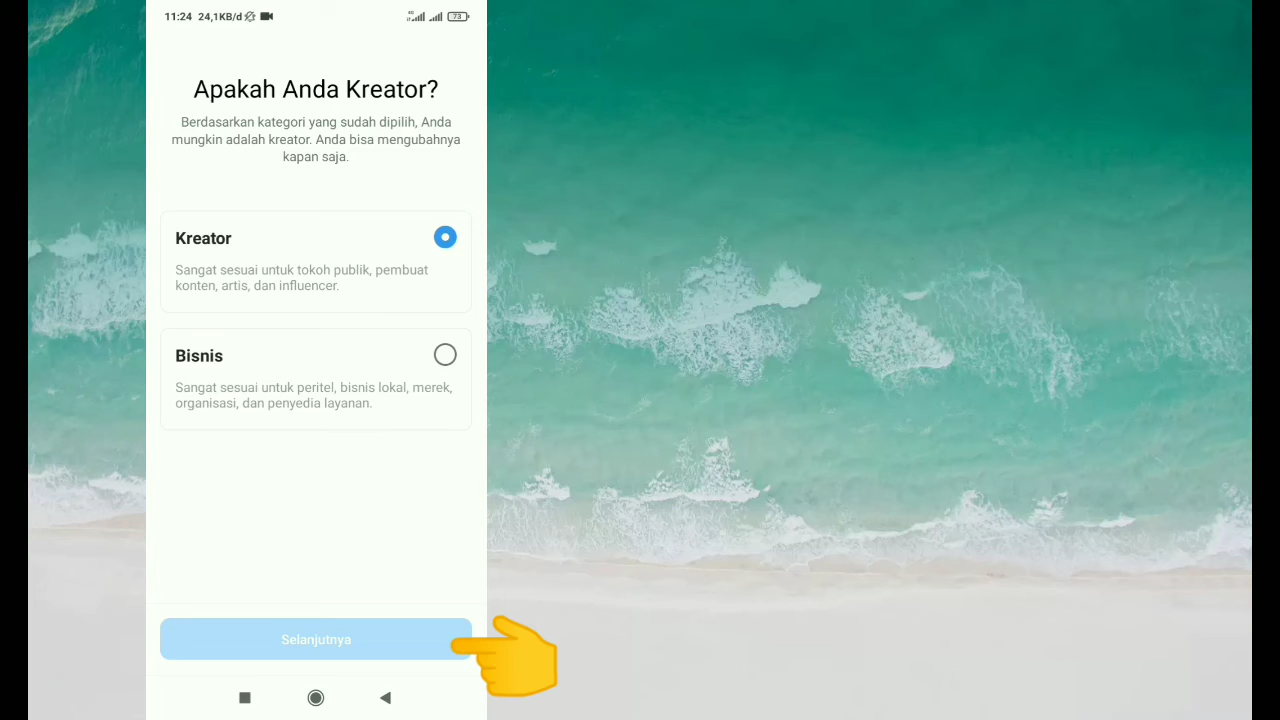 11:24 24,1KB/d
4G
73
Apakah Anda Kreator?
Berdasarkan kategori yang sudah dipilih, Anda
mungkin adalah kreator. Anda bisa mengubahnya
kapan saja.
Kreator
Sangat sesuai untuk tokoh publik, pembuat
konten, artis, dan influencer.
Bisnis
Sangat sesuai untuk peritel, bisnis lokal, merek,
organisasi, dan penyedia layanan.
Selanjutnya